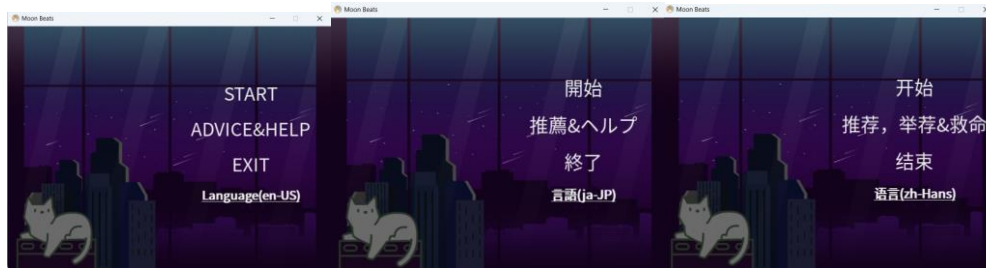 Moon Beats
START
ADVICE&HELP
EXIT
Language(en-US)
Moon Beats
開始
推薦&ヘルプ
終了
言語(ja-JP)
Moon Beats
开始
推荐，举荐&救命
结束
语言(zh-Hans)